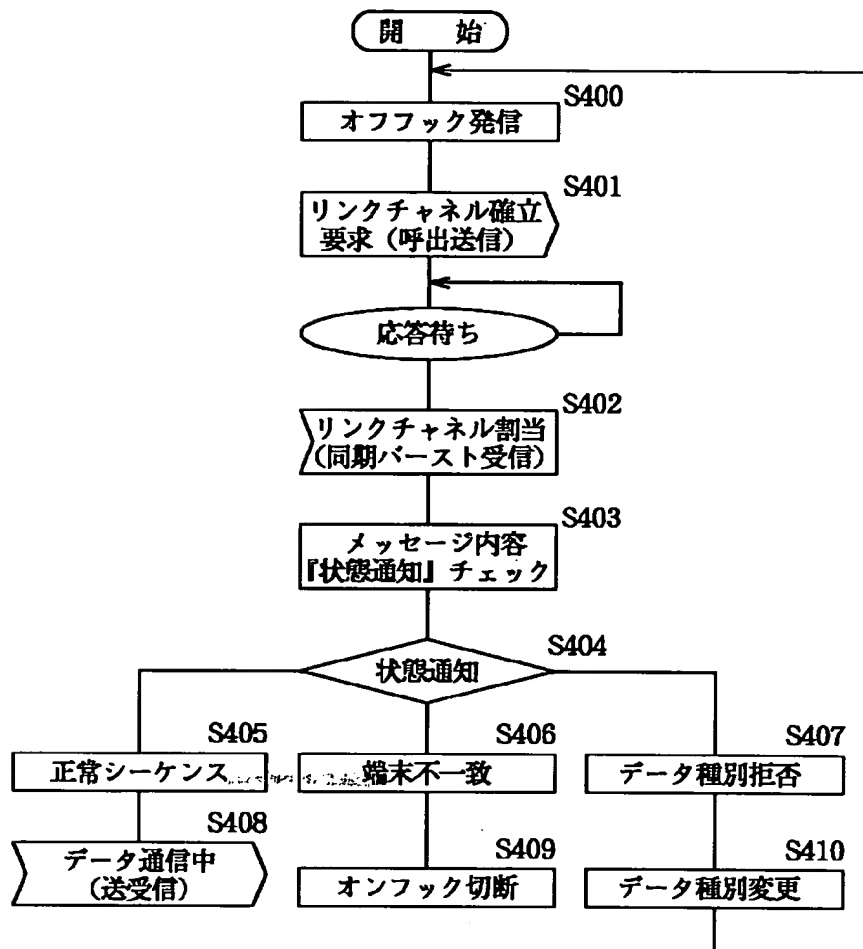 開 始
S400
オフフック発信
S401
リンクチャネル確立
要求（呼出送信）
応答待ち
S402
リンクチャネル割当
（同期バースト受信）
S403
メッセージ内容
『状態通知』チェック
S404
状態通知
S405
正常シーケンス
S406
端末不一致
S407
データ種別拒否
S408
データ通信中
（送受信）
S409
オンフック切断
S410
データ種別変更